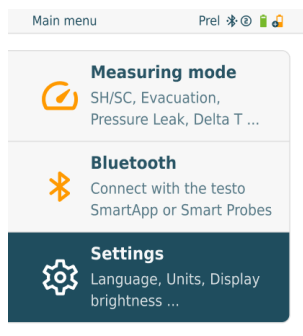 Main menu Prel 2
Measuring mode
SH/SC, Evacuation,
Pressure Leak, Delta T ...
Bluetooth
Connect with the testo
SmartApp or Smart Probes
Settings
Language, Units, Display
brightness ...